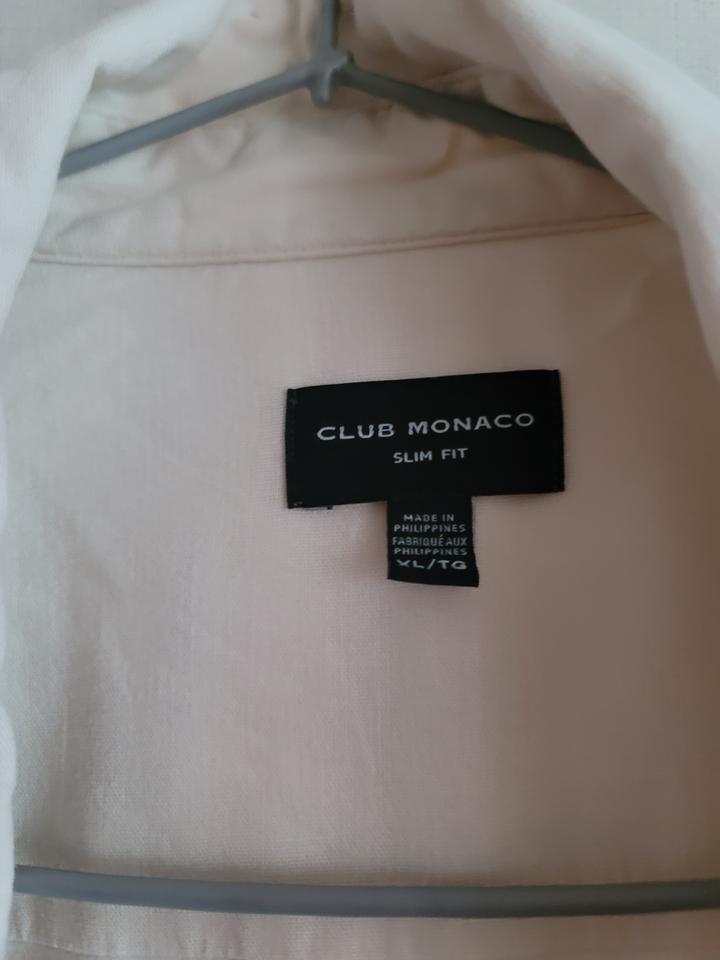 CLUB MONACO
SLIM FIT
MADE IN
PHILIPPINES
FABRIQUÉ AUX
PHILIPPINES
XL/TG